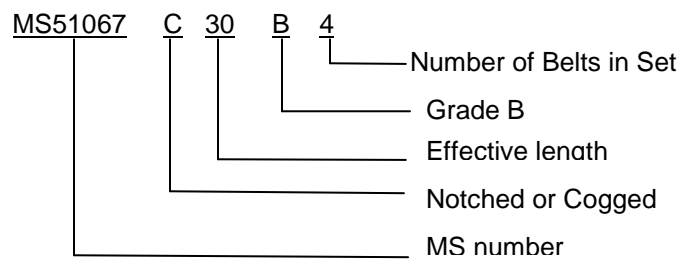 MS51067 C 30 B 4
Number of Belts in Set
Grade B
Effective length
Notched or Cogged
MS number